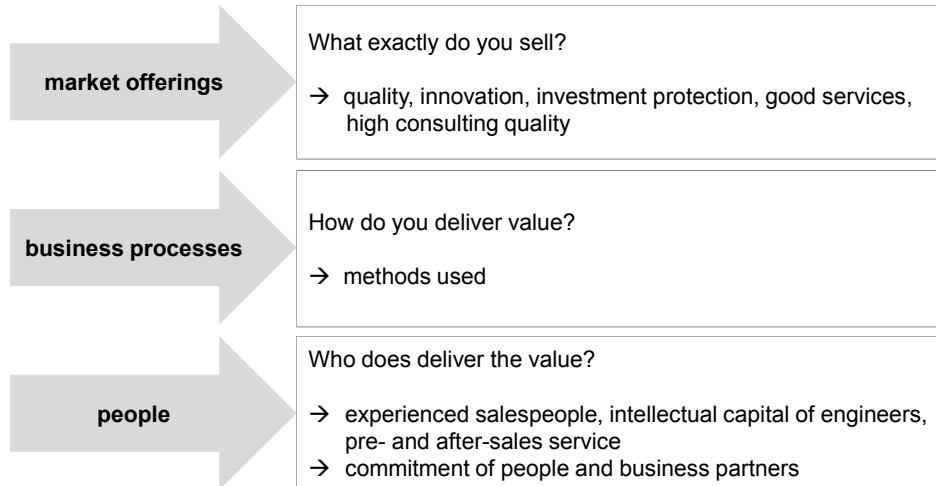 market offerings
What exactly do you sell?
→ quality, innovation, investment protection, good services,
high consulting quality
business processes
How do you deliver value?
→ methods used
people
Who does deliver the value?
→ experienced salespeople, intellectual capital of engineers,
pre- and after-sales service
→ commitment of people and business partners